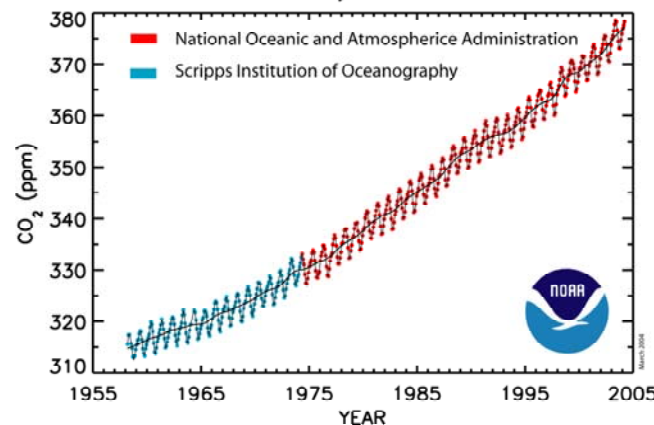 380
370
360
350
340
330
320
310
CO2 (ppm)
National Oceanic and Atmospherice Administration
Scripps Institution of Oceanography
NOAA
March 2004
1955 1965 1975 1985 1995 2005
YEAR